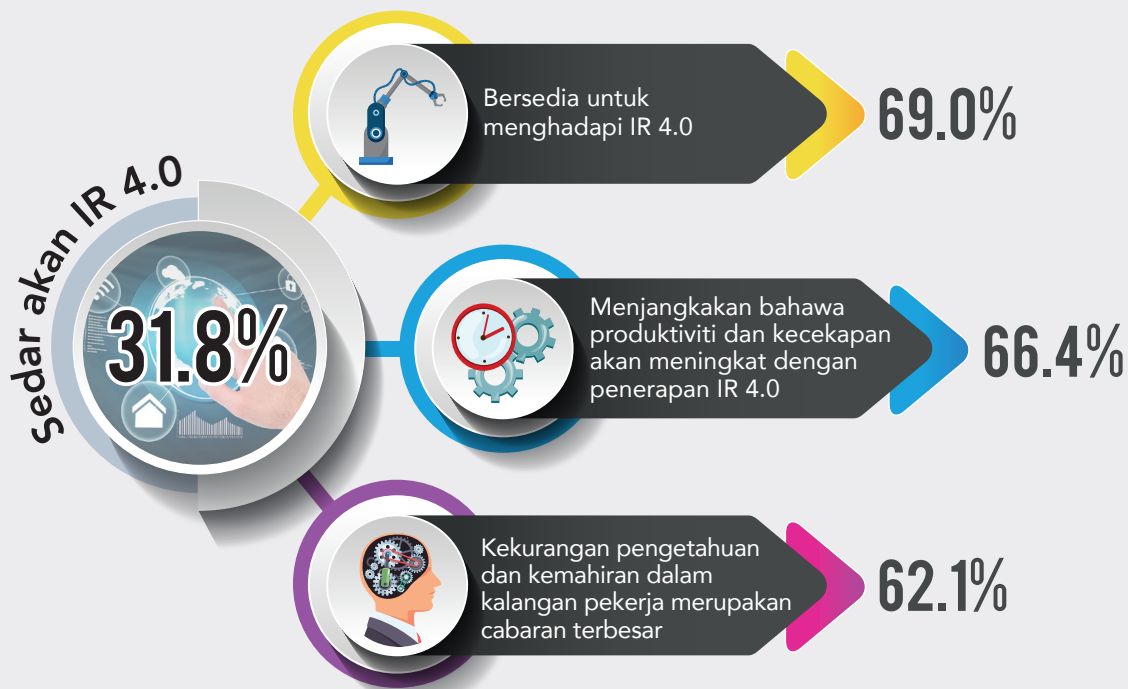 Sedar akan IR 4.0
31.8%
Bersedia untuk
menghadapi IR 4.0
69.0%
Menjangkakan bahawa
produktiviti dan kecekapan
akan meningkat dengan
penerapan IR 4.0
66.4%
Kekurangan pengetahuan
dan kemahiran dalam
kalangan pekerja merupakan
cabaran terbesar
62.1%